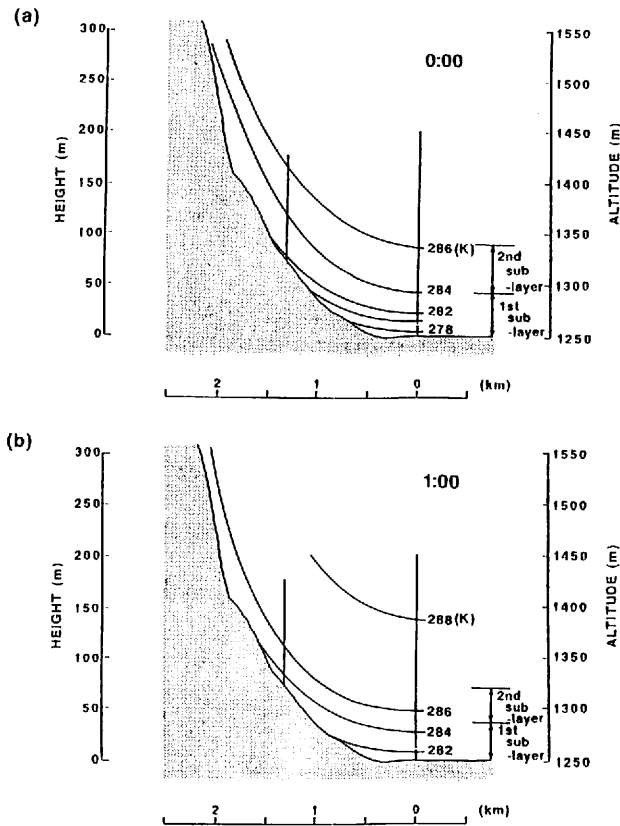 (a)
0:00
HEIGHT (m)
300
250
200
150
100
50
0
ALTITUDE (m)
1550
1500
1450
1400
1350
1300
1250
286(K)
284
282
278
2nd
sub
-layer
1st
sub
-layer
2
1
0
(km)
(b)
1:00
HEIGHT (m)
300
250
200
150
100
50
0
ALTITUDE (m)
1550
1500
1450
1400
1350
1300
1250
288(K)
286
284
282
2nd
sub
-layer
1st
sub
-layer
2
1
0
(km)